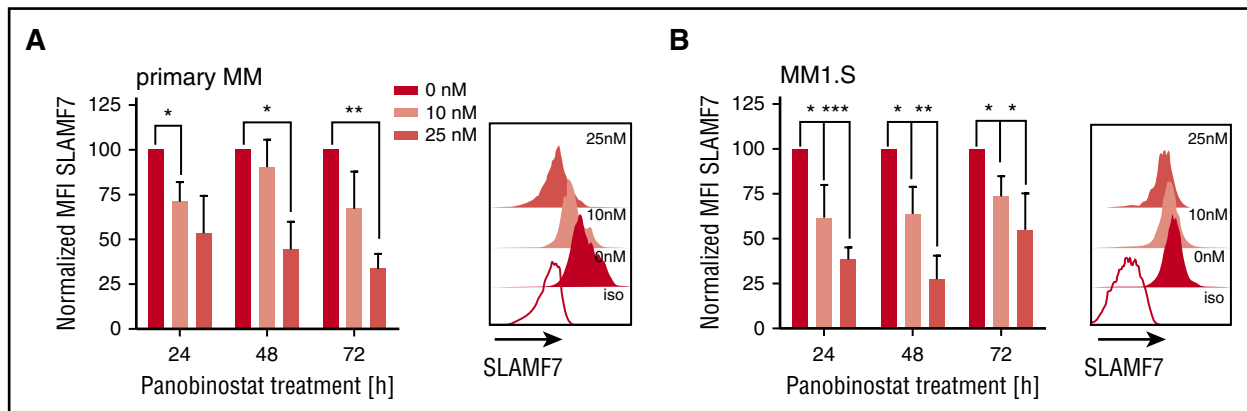 A
primary MM
Normalized MFI SLAMF7
125
100
75
50
25
0
*
*
**
24
48
72
Panobinostat treatment [h]
0 nM
10 nM
25 nM
25nM
10nM
0nM
iso
SLAMF7
B
MM1.S
Normalized MFI SLAMF7
125
100
75
50
25
0
* ***
* **
* *
24
48
72
Panobinostat treatment [h]
25nM
10nM
0nM
iso
SLAMF7